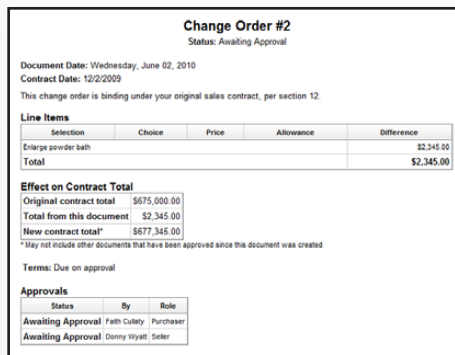 Change Order #2
Status: Awaiting Approval
Document Date: Wednesday, June 02, 2010
Contract Date: 12/2/2009
This change order is binding under your original sales contract, per section 12.
Line Items
Selection Choice Price Allowance Difference
Enlarge powder bath $2,345.00
Total $2,345.00
Effect on Contract Total
Original contract total $675,000.00
Total from this document $2,345.00
New contract total* $677,345.00
* May not include other documents that have been approved since this document was created
Terms: Due on approval
Approvals
Status By Role
Awaiting Approval Faith Cullaty Purchaser
Awaiting Approval Donny Wyatt Seller